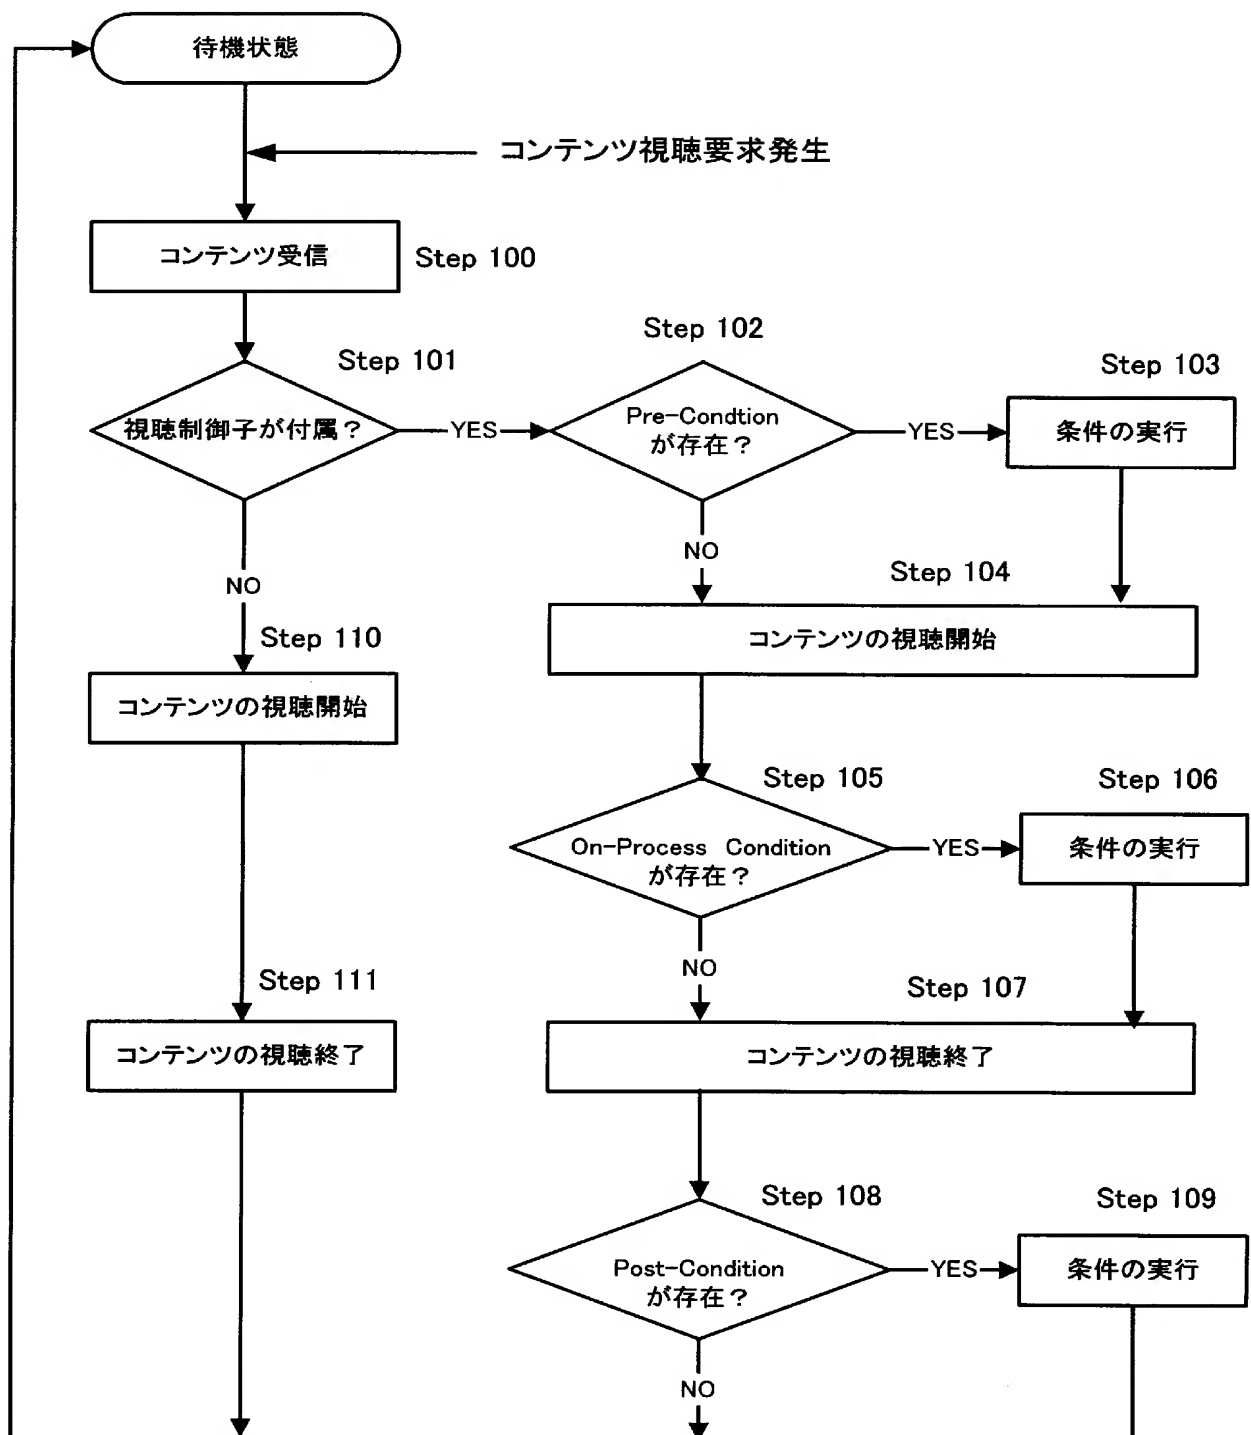 待機状態
コンテンツ視聴要求発生
コンテンツ受信
Step 100
Step 101
視聴制御子が付属？
YES
Step 102
Pre-Condtion
が存在？
YES
Step 103
条件の実行
NO
NO
Step 104
コンテンツの視聴開始
Step 110
コンテンツの視聴開始
Step 105
On-Process Condition
が存在？
YES
Step 106
条件の実行
NO
Step 107
コンテンツの視聴終了
Step 111
コンテンツの視聴終了
Step 108
Post-Condition
が存在？
YES
Step 109
条件の実行
NO